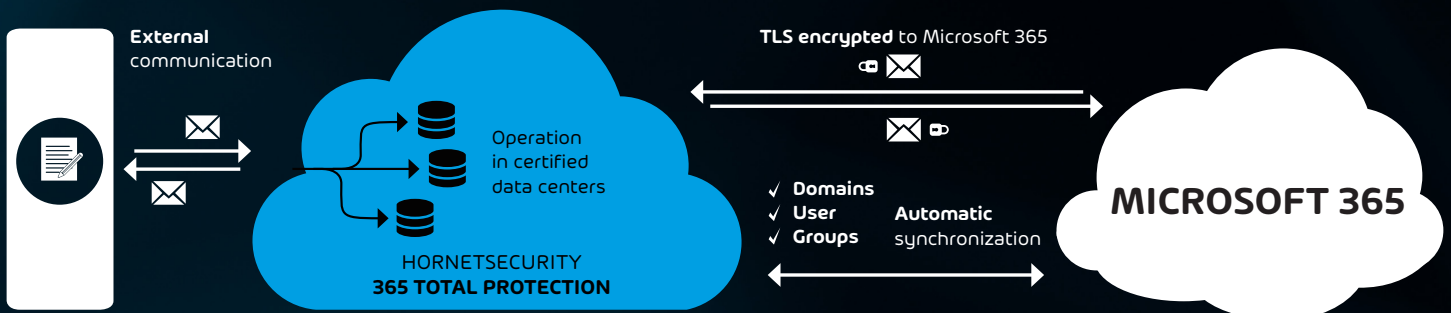 External
communication
Operation
in certified
data centers
HORNETSECURITY
365 TOTAL PROTECTION
TLS encrypted to Microsoft 365
Domains
User
Groups
Automatic
synchronization
MICROSOFT 365